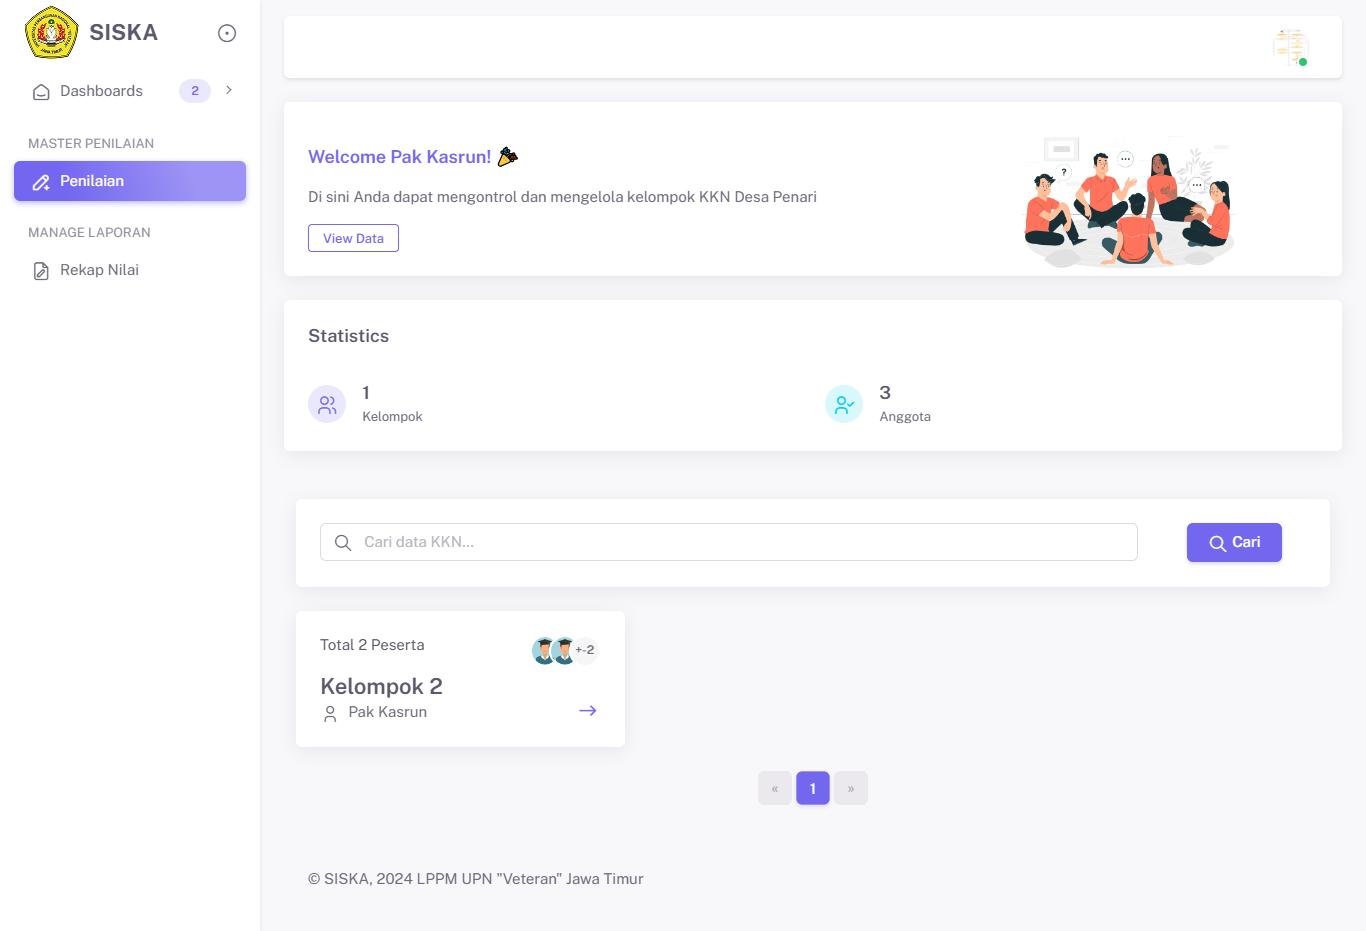 SISKA
Dashboards 2
MASTER PENILAIAN
Penilaian
MANAGE LAPORAN
Rekap Nilai
Welcome Pak Kasrun!
Di sini Anda dapat mengontrol dan mengelola kelompok KKN Desa Penari
View Data
?
Statistics
1
Kelompok
3
Anggota
Cari data KKN...
Cari
Total 2 Peserta
+-2
Kelompok 2
Pak Kasrun
« 1 »
© SISKA, 2024 LPPM UPN "Veteran" Jawa Timur